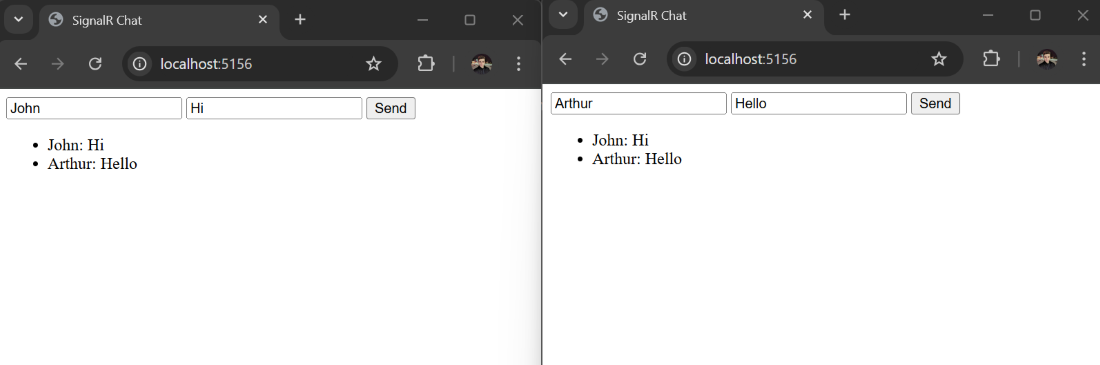 SignalR Chat
localhost:5156
John Hi Send
John: Hi
Arthur: Hello
SignalR Chat
localhost:5156
Arthur Hello Send
John: Hi
Arthur: Hello